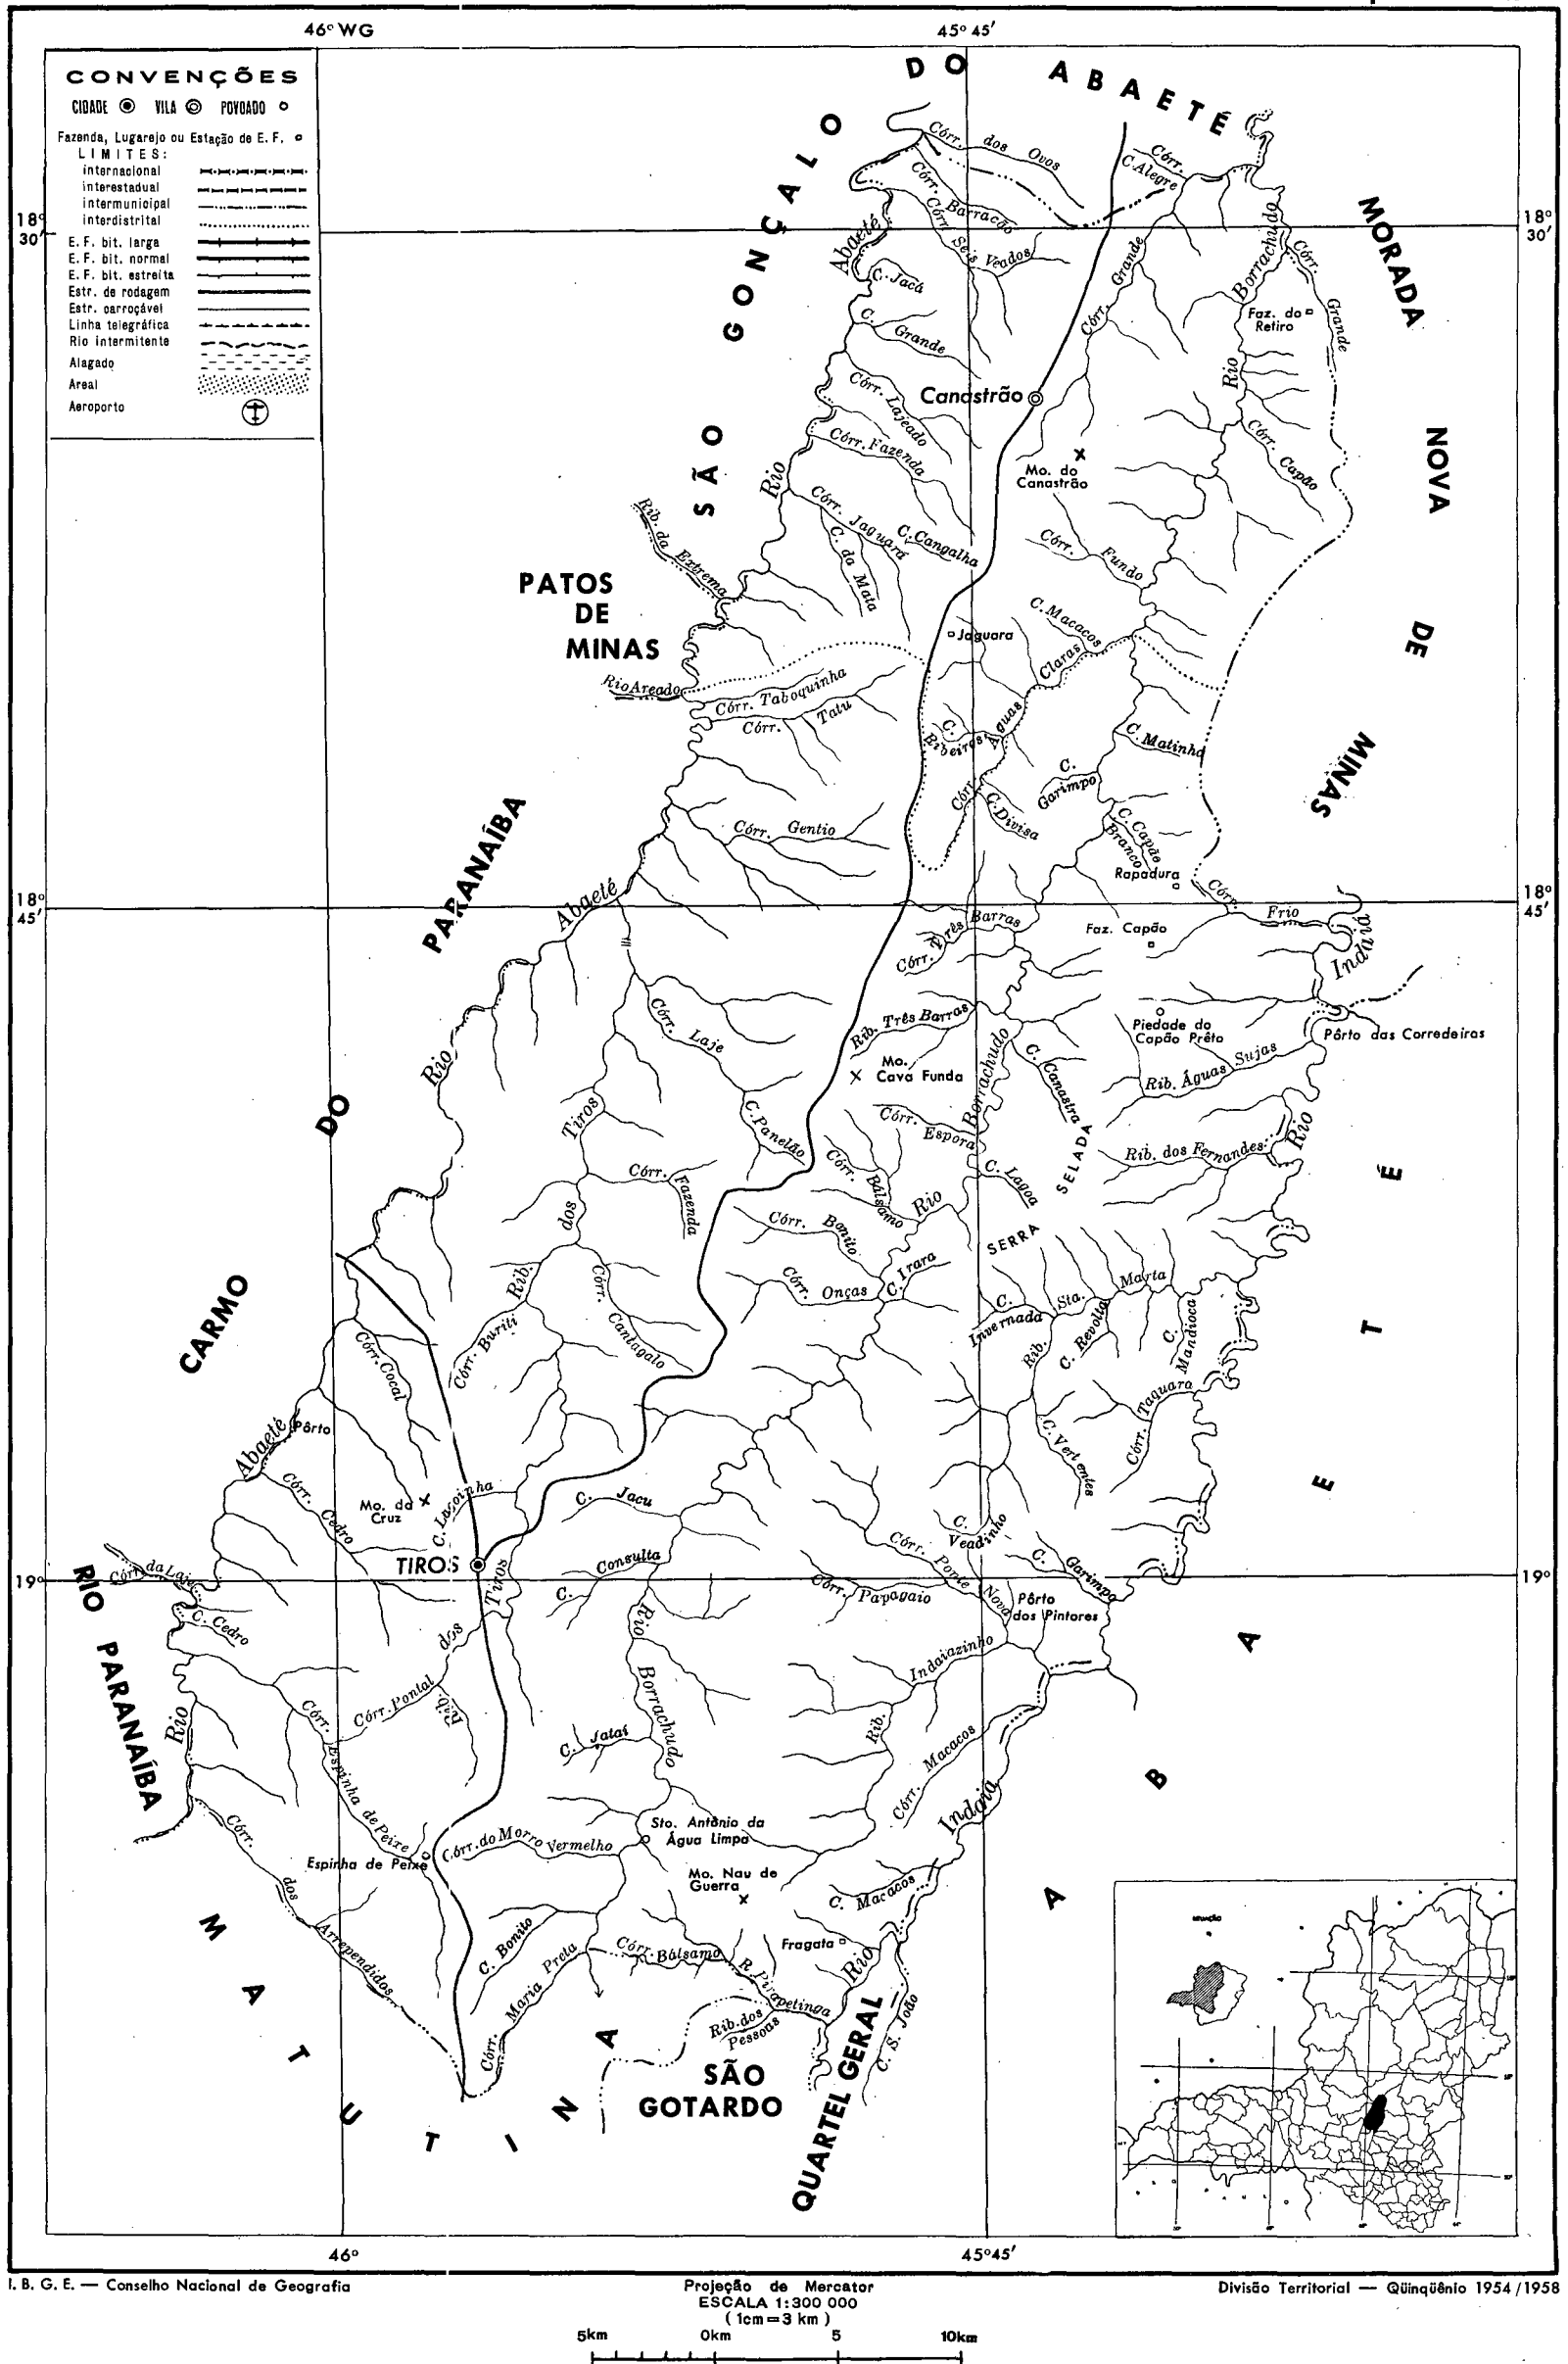 46º WG
45º 45'
CONVENÇÕES
CIDADE
VILA
POVOADO
Fazenda, Lugarejo ou Estação de E. F.
LIMITES:
internacional
interestadual
intermunicipal
interdistrital
E. F. bit. larga
E. F. bit. normal
E. F. bit. estreita
Estr. de rodagem
Estr. carroçável
Linha telegráfica
Rio intermitente
Alagado
Areal
Aeroporto
SÃO GONÇALO DO ABAETÉ
MORADA NOVA DE MINAS
18º
30'
18º
30'
Córr. dos Ovos
Córr.
C. Alegre
Córr. Barracão
Córr. Seis Veados
Abaeté
C. Jacá
C. Grande
Córr. Grande
Borrachudo
Córr. Grande
Faz. do
Retiro
Rio
Córr. Lajeado
Canastrão
Córr. Fazenda
Córr. Capão
Mo. do
Canastrão
Rio
Rib. da Extrema
Córr. Jaguara
C. da Mata
C. Cangalha
Córr. Fundo
PATOS
DE
MINAS
C. Macacos
Jaguara
Claras
Rio Areado
Córr. Taboquinha
Córr. Tatu
C.
Ribeiros
Águas
C. Matinha
C.
Garimpo
Córr.
C. Divisa
Córr. Gentio
C. Capão
Branco
Rapadura
CARMO DO PARANAÍBA
Abaeté
18º
45'
18º
45'
Córr. Frio
Córr. Três Barras
Faz. Capão
Indaiá
Córr. Laje
Rib. Três Barras
Piedade do
Capão Prêto
Pôrto das Corredeiras
Rio
Mo.
Cava Funda
Borrachudo
C. Canastra
Rib. Águas Sujas
Tiros
C. Panelão
Córr. Espora
Rio
Rib. dos Fernandes
Córr. Fazenda
Córr. Bálsamo
C. Lagoa
SERRA SELADA
dos
Córr. Bonito
Rio
Rib.
Córr. Onças
C. Irara
Córr. Cantagalo
Córr. Buriti
C.
Invernada
Sta. Marta
Rib.
C. Revolta
C.
Mandioca
Córr. Cocal
Córr. Taquara
C. Vertentes
Abaeté
Pôrto
Córr. Cedro
Mo. da
Cruz
C. Lagoinha
C. Jacu
C.
Veadinho
TIROS
C. Consulta
Córr. Ponte Nova
C. Garimpo
19º
19º
Córr. da Laje
Tiros
Córr. Papagaio
Pôrto
dos Pintores
RIO PARANAÍBA
C. Cedro
Rio
dos
Rio
Indaiazinho
Córr. Pontal
Rib.
Borrachudo
Rib.
Rio
C. Jataí
Córr. Macacos
Córr. Espinha de Peixe
Indaiá
Córr. dos Arrependidos
Espinha de Peixe
Córr. do Morro Vermelho
Sto. Antônio da
Água Limpa
Mo. Nau de
Guerra
C. Macacos
C. Bonito
Córr. Bálsamo
Fragata
Rio
R. Pirapetinga
Córr. Maria Preta
Rib. dos
Pessoas
C. S. João
MATUTINA
SÃO
GOTARDO
QUARTEL GERAL
ABAETÉ
46º
45º45'
I. B. G. E. — Conselho Nacional de Geografia
Projeção de Mercator
ESCALA 1:300 000
( 1cm = 3 km )
Divisão Territorial — Qüinqüênio 1954/1958
5km
0km
5
10km